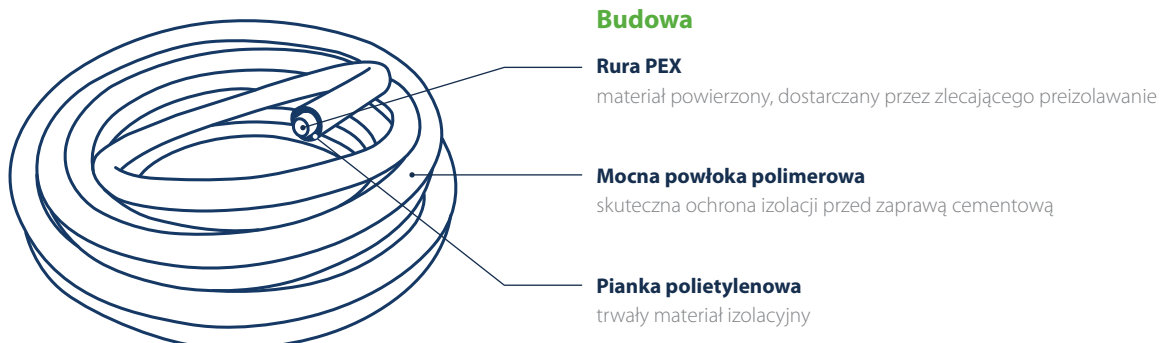 Budowa
Rura PEX
materiał powierzony, dostarczany przez zlecającego preizolawanie
Mocna powłoka polimerowa
skuteczna ochrona izolacji przed zaprawą cementową
Pianka polietylenowa
trwały materiał izolacyjny